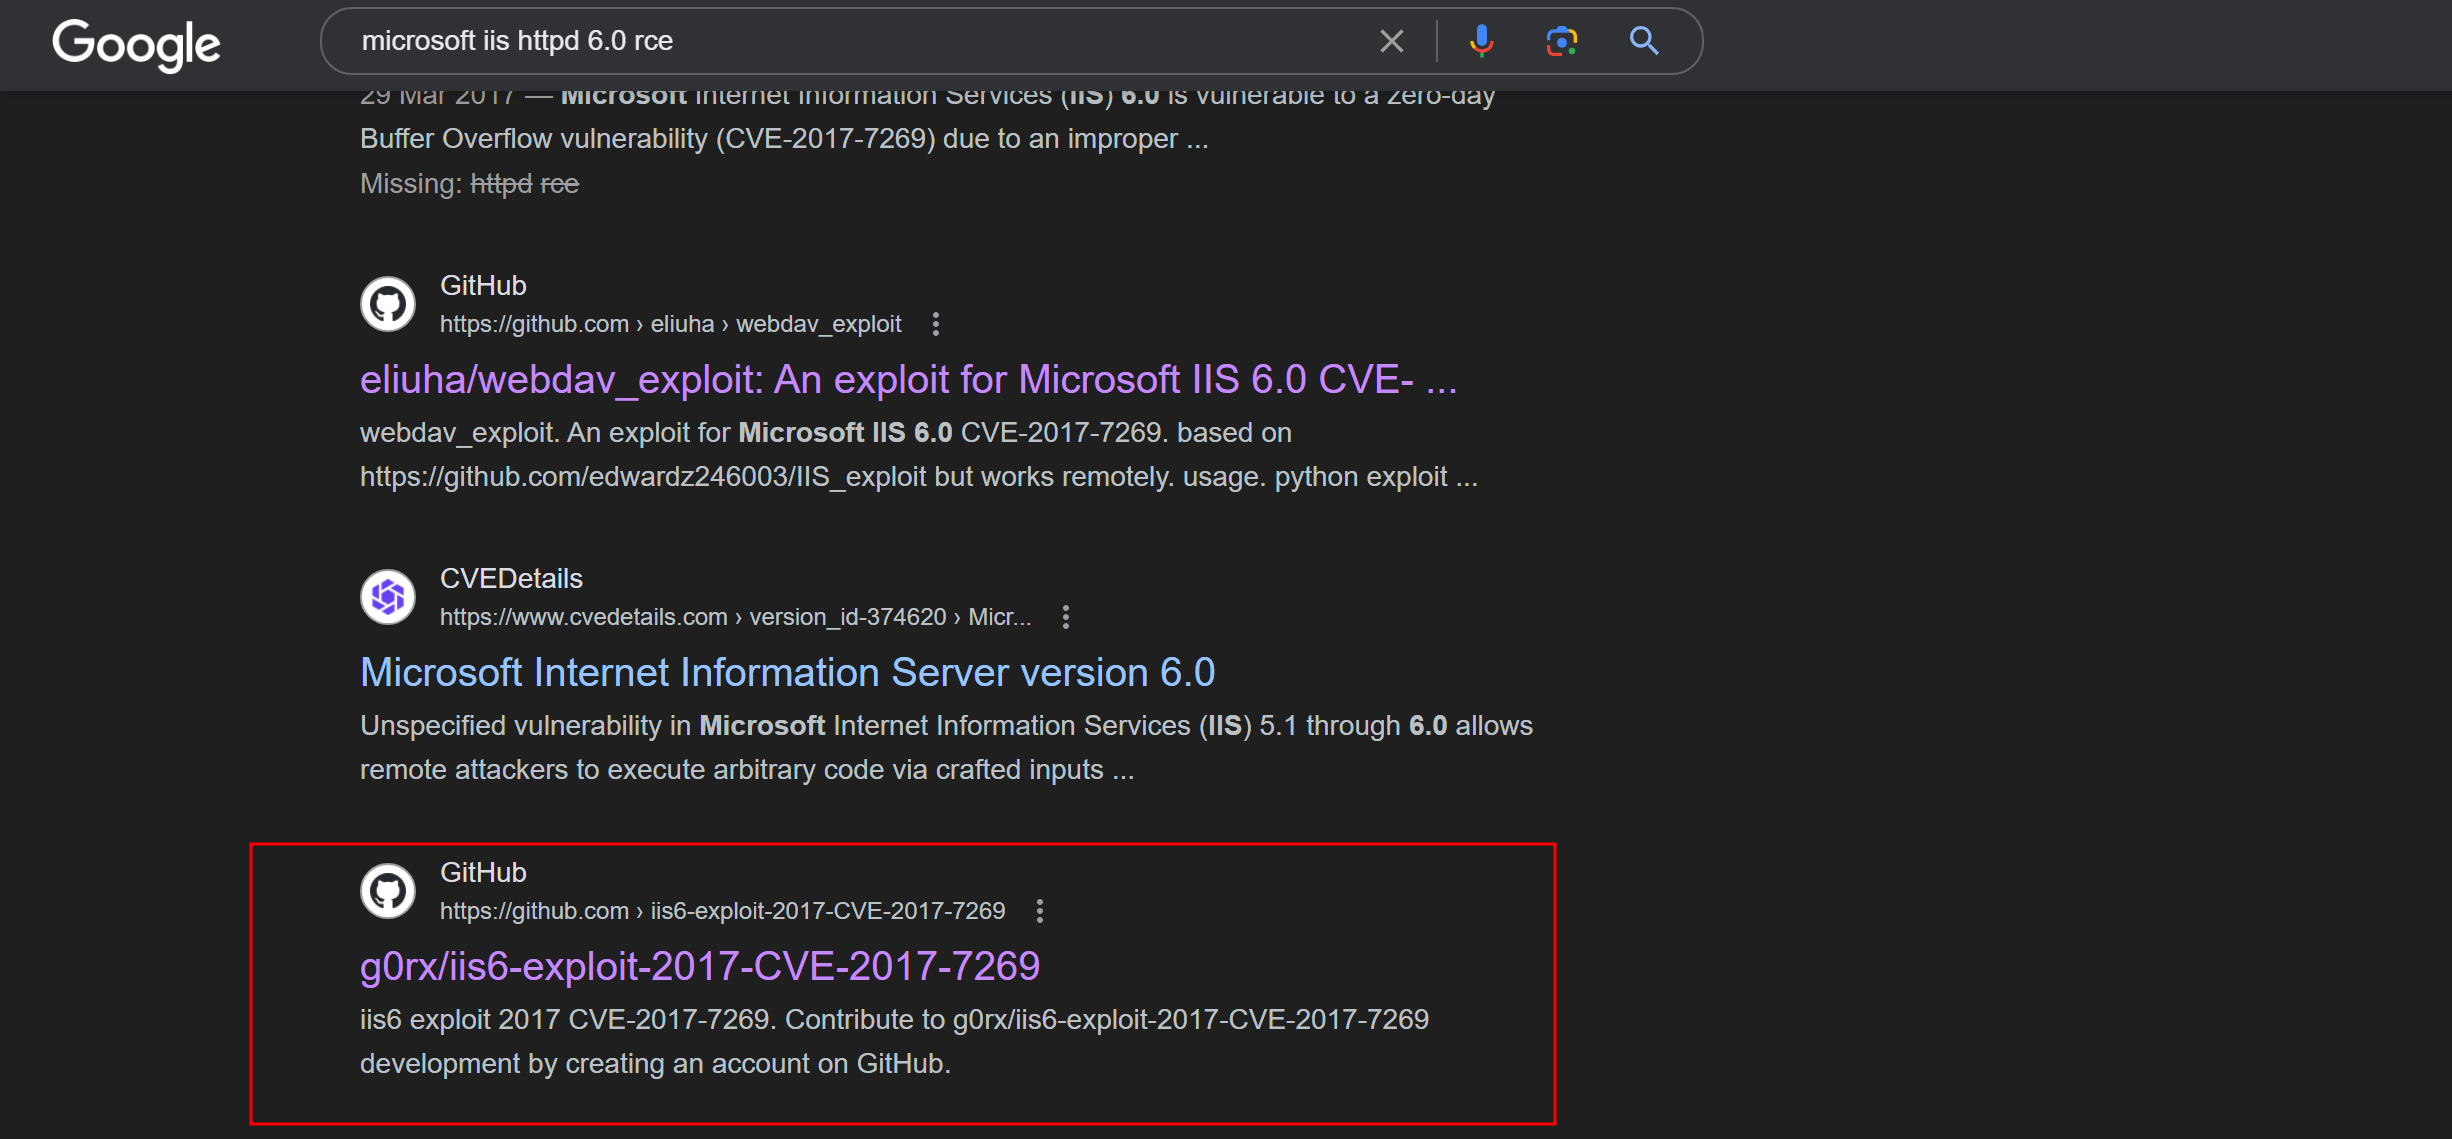 Google
microsoft iis httpd 6.0 rce
29 Mar 2017 — Microsoft Internet Information Services (IIS) 6.0 is vulnerable to a zero-day
Buffer Overflow vulnerability (CVE-2017-7269) due to an improper ...
Missing: httpd rce
GitHub
https://github.com › eliuha › webdav_exploit
eliuha/webdav_exploit: An exploit for Microsoft IIS 6.0 CVE- ...
webdav_exploit. An exploit for Microsoft IIS 6.0 CVE-2017-7269. based on
https://github.com/edwardz246003/IIS_exploit but works remotely. usage. python exploit ...
CVEDetails
https://www.cvedetails.com › version_id-374620 › Micr...
Microsoft Internet Information Server version 6.0
Unspecified vulnerability in Microsoft Internet Information Services (IIS) 5.1 through 6.0 allows
remote attackers to execute arbitrary code via crafted inputs ...
GitHub
https://github.com › iis6-exploit-2017-CVE-2017-7269
g0rx/iis6-exploit-2017-CVE-2017-7269
iis6 exploit 2017 CVE-2017-7269. Contribute to g0rx/iis6-exploit-2017-CVE-2017-7269
development by creating an account on GitHub.